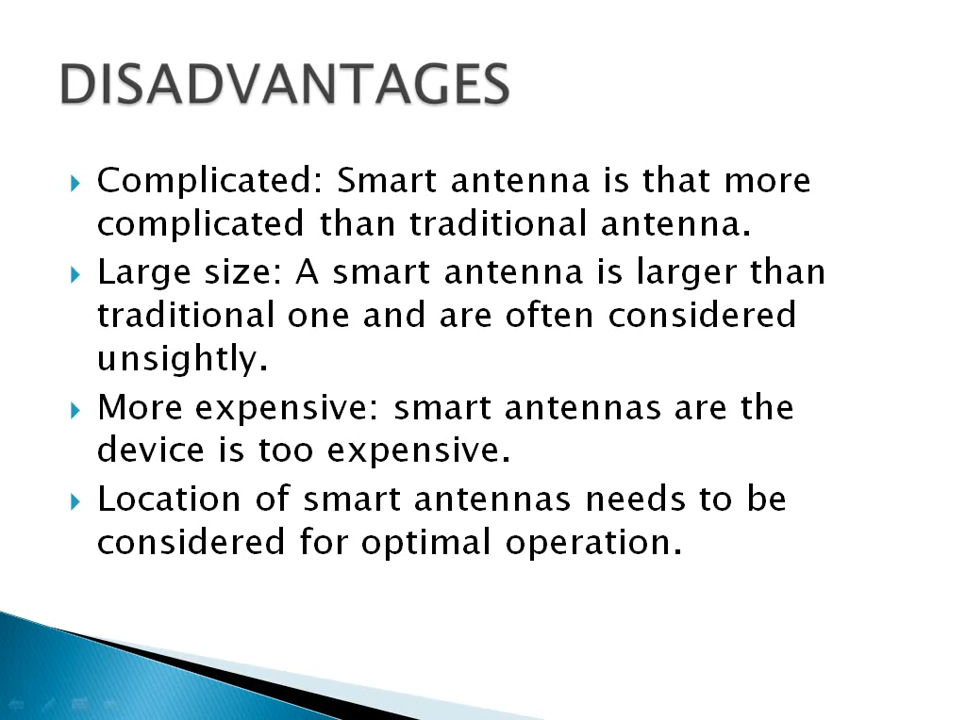 DISADVANTAGES
Complicated: Smart antenna is that more
complicated than traditional antenna.
Large size: A smart antenna is larger than
traditional one and are often considered
unsightly.
More expensive: smart antennas are the
device is too expensive.
Location of smart antennas needs to be
considered for optimal operation.